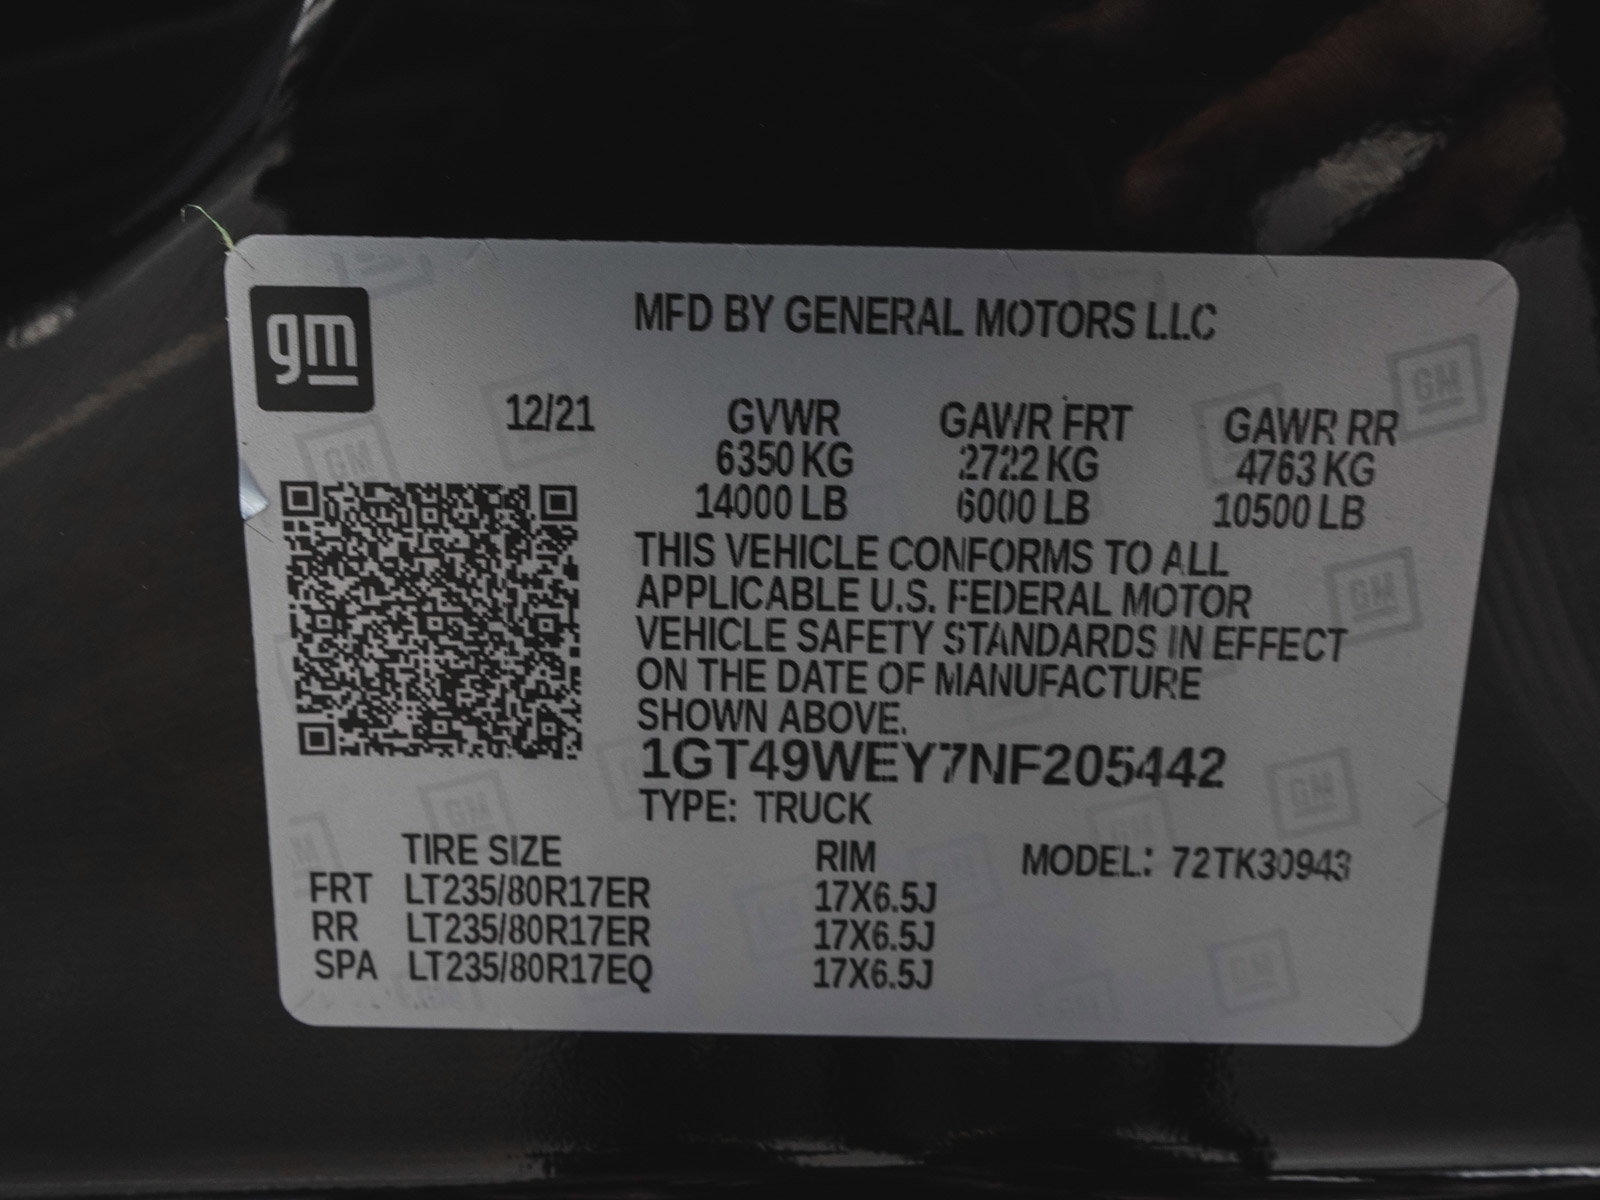 gm
MFD BY GENERAL MOTORS LLC
12/21 GVWR GAWR FRT GAWR RR
6350 KG 2722 KG 4763 KG
14000 LB 6000 LB 10500 LB
THIS VEHICLE CONFORMS TO ALL
APPLICABLE U.S. FEDERAL MOTOR
VEHICLE SAFETY STANDARDS IN EFFECT
ON THE DATE OF MANUFACTURE
SHOWN ABOVE.
1GT49WEY7NF205442
TYPE: TRUCK
TIRE SIZE RIM MODEL: 72TK30943
FRT LT235/80R17ER 17X6.5J
RR LT235/80R17ER 17X6.5J
SPA LT235/80R17EQ 17X6.5J